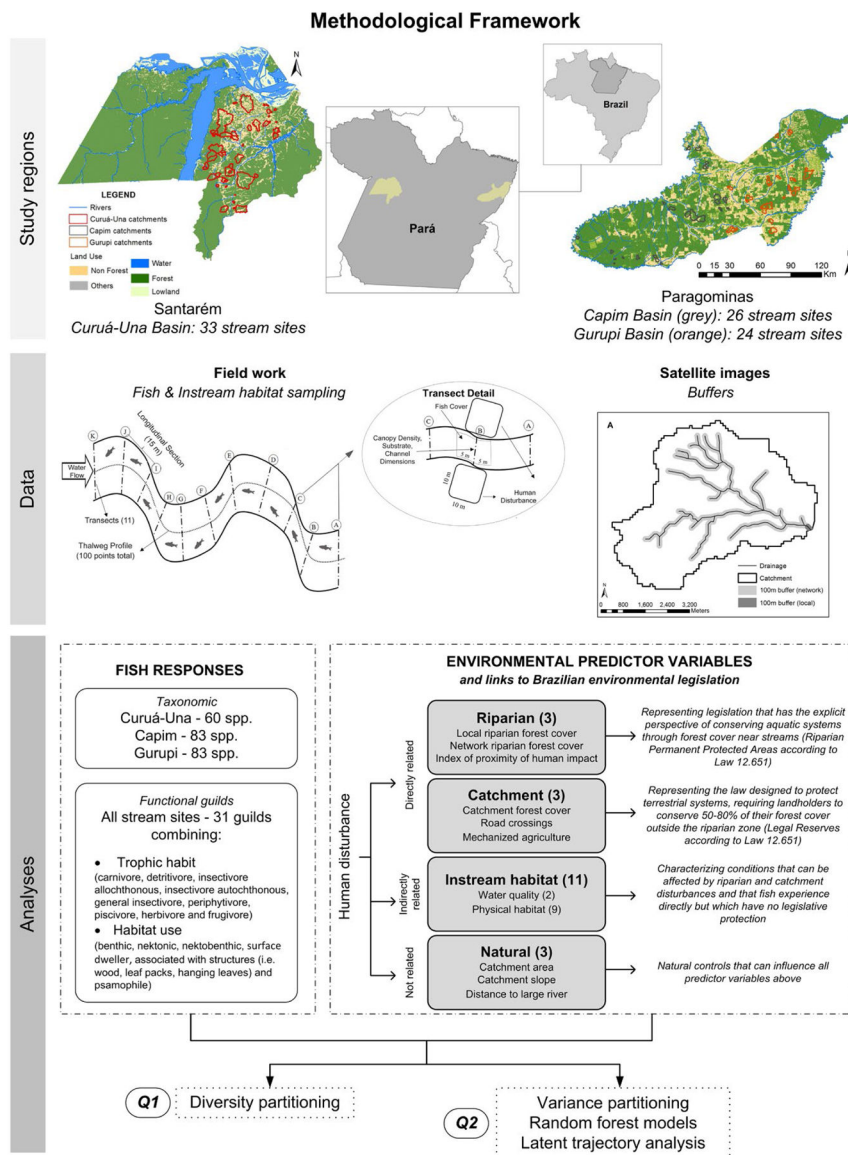 Methodological Framework
Study regions
N
LEGEND
Rivers
Curuá-Una catchments
Capim catchments
Gurupi catchments
Land Use
Non Forest
Others
Water
Forest
Lowland
Santarém
Curuá-Una Basin: 33 stream sites
Pará
Brazil
0 15 30 60 90 120
Km
N
Paragominas
Capim Basin (grey): 26 stream sites
Gurupi Basin (orange): 24 stream sites
Data
Field work
Fish & Instream habitat sampling
K
J
Longitudinal Section
(15 m)
I
H
G
F
E
D
C
B
A
Water
Flow
Transects (11)
Thalweg Profile
(100 points total)
Transect Detail
Fish Cover
C
B
A
Canopy Density,
Substrate,
Channel
Dimensions
5 m
5 m
10 m
10 m
Human
Disturbance
Satellite images
Buffers
A
N
0 800 1,600 2,400 3,200
Meters
Drainage
Catchment
100m buffer (network)
100m buffer (local)
Analyses
FISH RESPONSES
Taxonomic
Curuá-Una - 60 spp.
Capim - 83 spp.
Gurupi - 83 spp.
Functional guilds
All stream sites - 31 guilds
combining:
• Trophic habit
(carnivore, detritivore, insectivore
allochthonous, insectivore autochthonous,
general insectivore, periphytivore,
piscivore, herbivore and frugivore)
• Habitat use
(benthic, nektonic, nektobenthic, surface
dweller, associated with structures (i.e.
wood, leaf packs, hanging leaves) and
psamophile)
ENVIRONMENTAL PREDICTOR VARIABLES
and links to Brazilian environmental legislation
Human disturbance
Directly related
Indirectly
related
Not related
Riparian (3)
Local riparian forest cover
Network riparian forest cover
Index of proximity of human impact
Representing legislation that has the explicit
perspective of conserving aquatic systems
through forest cover near streams (Riparian
Permanent Protected Areas according to
Law 12.651)
Catchment (3)
Catchment forest cover
Road crossings
Mechanized agriculture
Representing the law designed to protect
terrestrial systems, requiring landholders to
conserve 50-80% of their forest cover
outside the riparian zone (Legal Reserves
according to Law 12.651)
Instream habitat (11)
Water quality (2)
Physical habitat (9)
Characterizing conditions that can be
affected by riparian and catchment
disturbances and that fish experience
directly but which have no legislative
protection
Natural (3)
Catchment area
Catchment slope
Distance to large river
Natural controls that can influence all
predictor variables above
Q1
Diversity partitioning
Q2
Variance partitioning
Random forest models
Latent trajectory analysis